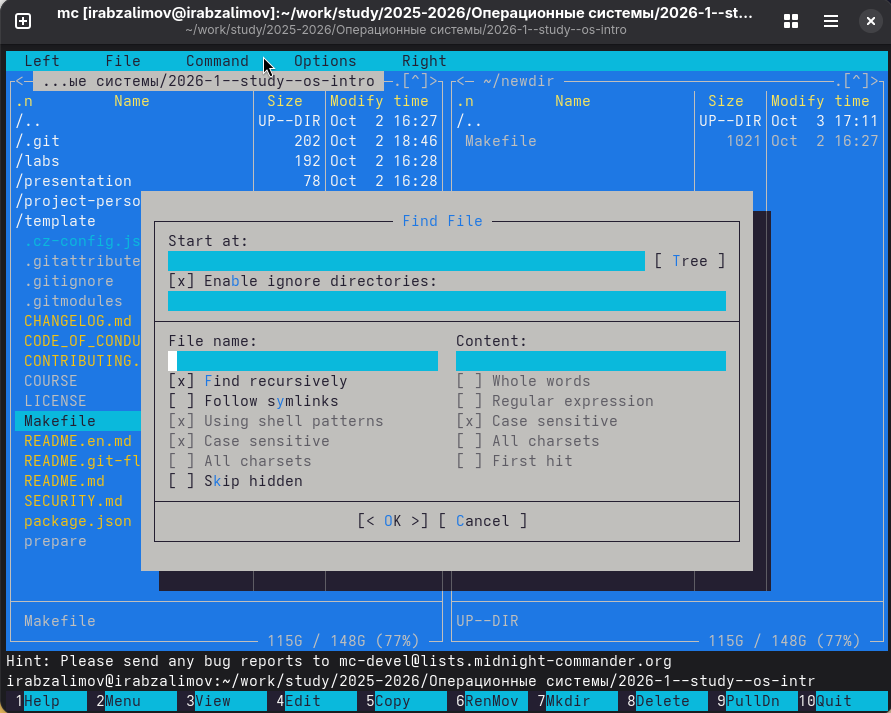 mc [irabzalimov@irabzalimov]:~/work/study/2025-2026/Операционные системы/2026-1--st...
~/work/study/2025-2026/Операционные системы/2026-1--study--os-intro
Left File Command Options Right
<— ...ые системы/2026-1--study--os-intro .[^]> <— ~/newdir .[^]>
.n Name Size Modify time .n Name Size Modify time
/.. UP--DIR Oct 2 16:27 /.. UP--DIR Oct 3 17:11
/.git 202 Oct 2 18:46 Makefile 1021 Oct 2 16:27
/labs 192 Oct 2 16:28
/presentation 78 Oct 2 16:28
/project-perso
/template
.cz-config.js
.gitattribute
.gitignore
.gitmodules
CHANGELOG.md
CODE_OF_CONDU
CONTRIBUTING.
COURSE
LICENSE
Makefile
README.en.md
README.git-fl
README.md
SECURITY.md
package.json
prepare
Find File
Start at:
[ Tree ]
[x] Enable ignore directories:
File name: Content:
[x] Find recursively [ ] Whole words
[ ] Follow symlinks [ ] Regular expression
[x] Using shell patterns [x] Case sensitive
[x] Case sensitive [ ] All charsets
[ ] All charsets [ ] First hit
[ ] Skip hidden
[< OK >] [ Cancel ]
Makefile UP--DIR
115G / 148G (77%) 115G / 148G (77%)
Hint: Please send any bug reports to mc-devel@lists.midnight-commander.org
irabzalimov@irabzalimov:~/work/study/2025-2026/Операционные системы/2026-1--study--os-intr
1Help 2Menu 3View 4Edit 5Copy 6RenMov 7Mkdir 8Delete 9PullDn 10Quit